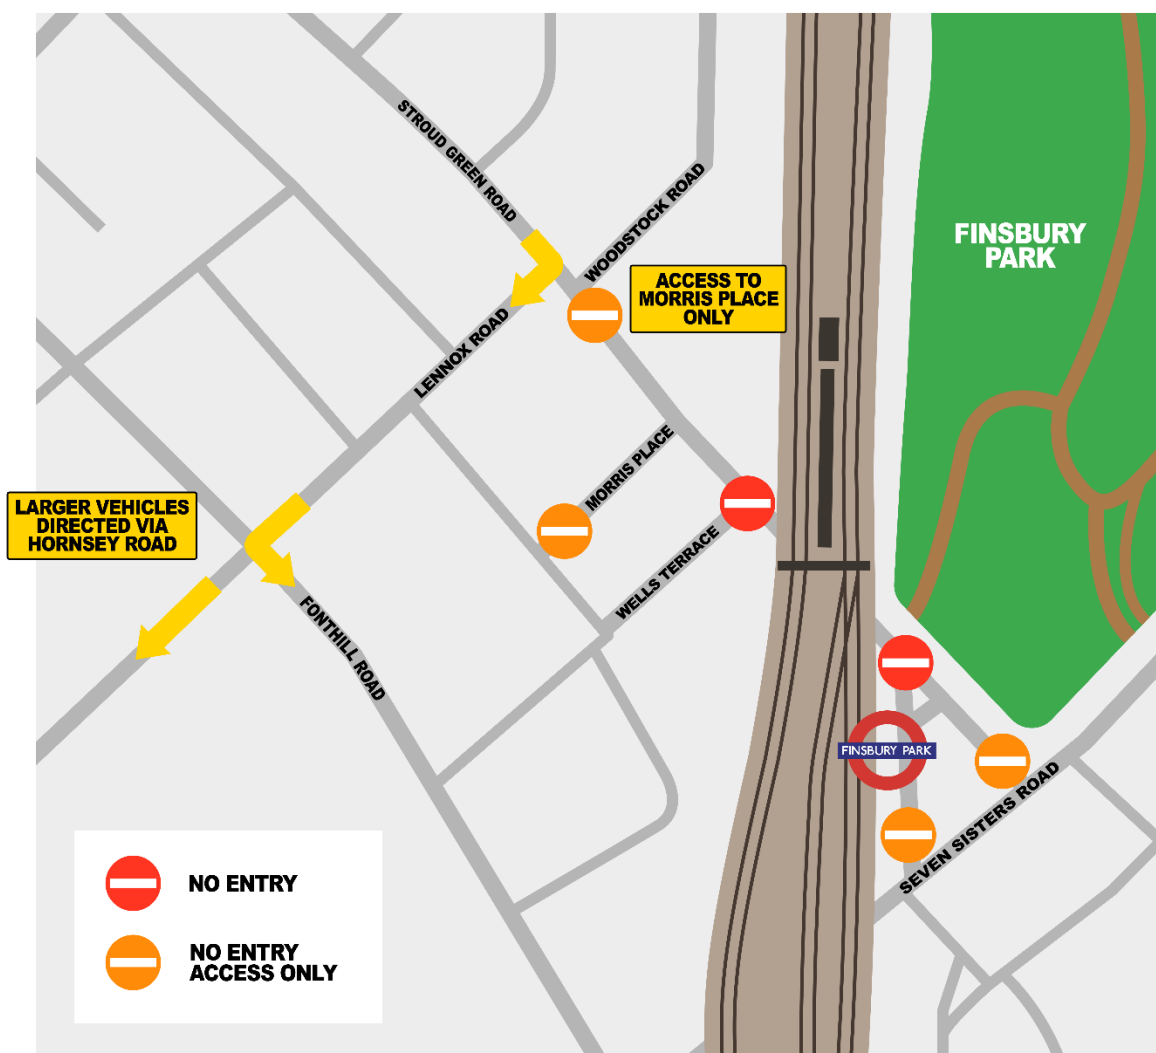 STROUD GREEN ROAD
WOODSTOCK ROAD
FINSBURY
PARK
ACCESS TO
MORRIS PLACE
ONLY
LENNOX ROAD
MORRIS PLACE
LARGER VEHICLES
DIRECTED VIA
HORNSEY ROAD
WELLS TERRACE
FONTHILL ROAD
FINSBURY PARK
SEVEN SISTERS ROAD
NO ENTRY
NO ENTRY
ACCESS ONLY